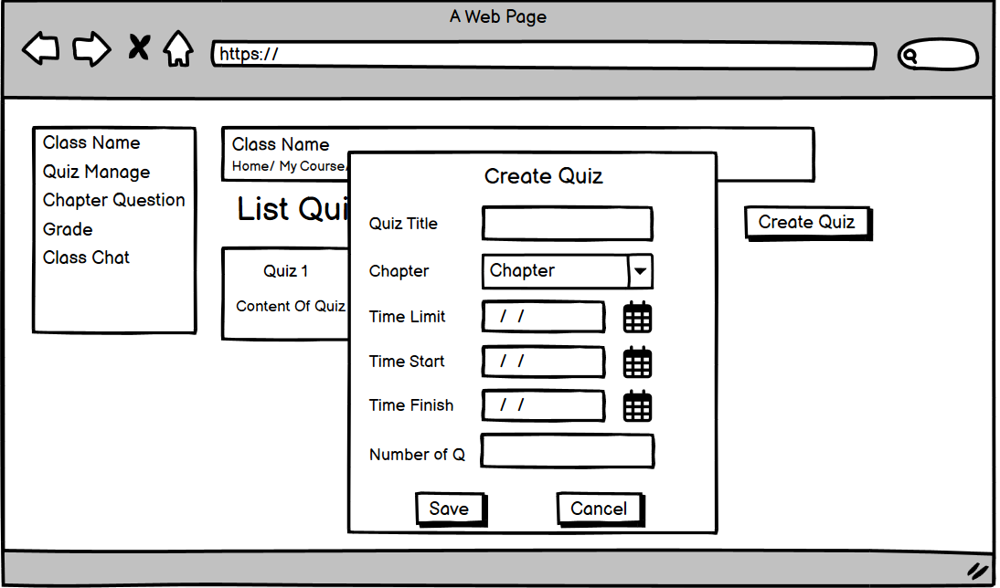 A Web Page
https://
Class Name
Quiz Manage
Chapter Question
Grade
Class Chat
Class Name
Home/ My Course/
List Qui
Create Quiz
Quiz 1
Content Of Quiz
Create Quiz
Quiz Title
Chapter Chapter
Time Limit / /
Time Start / /
Time Finish / /
Number of Q
Save Cancel